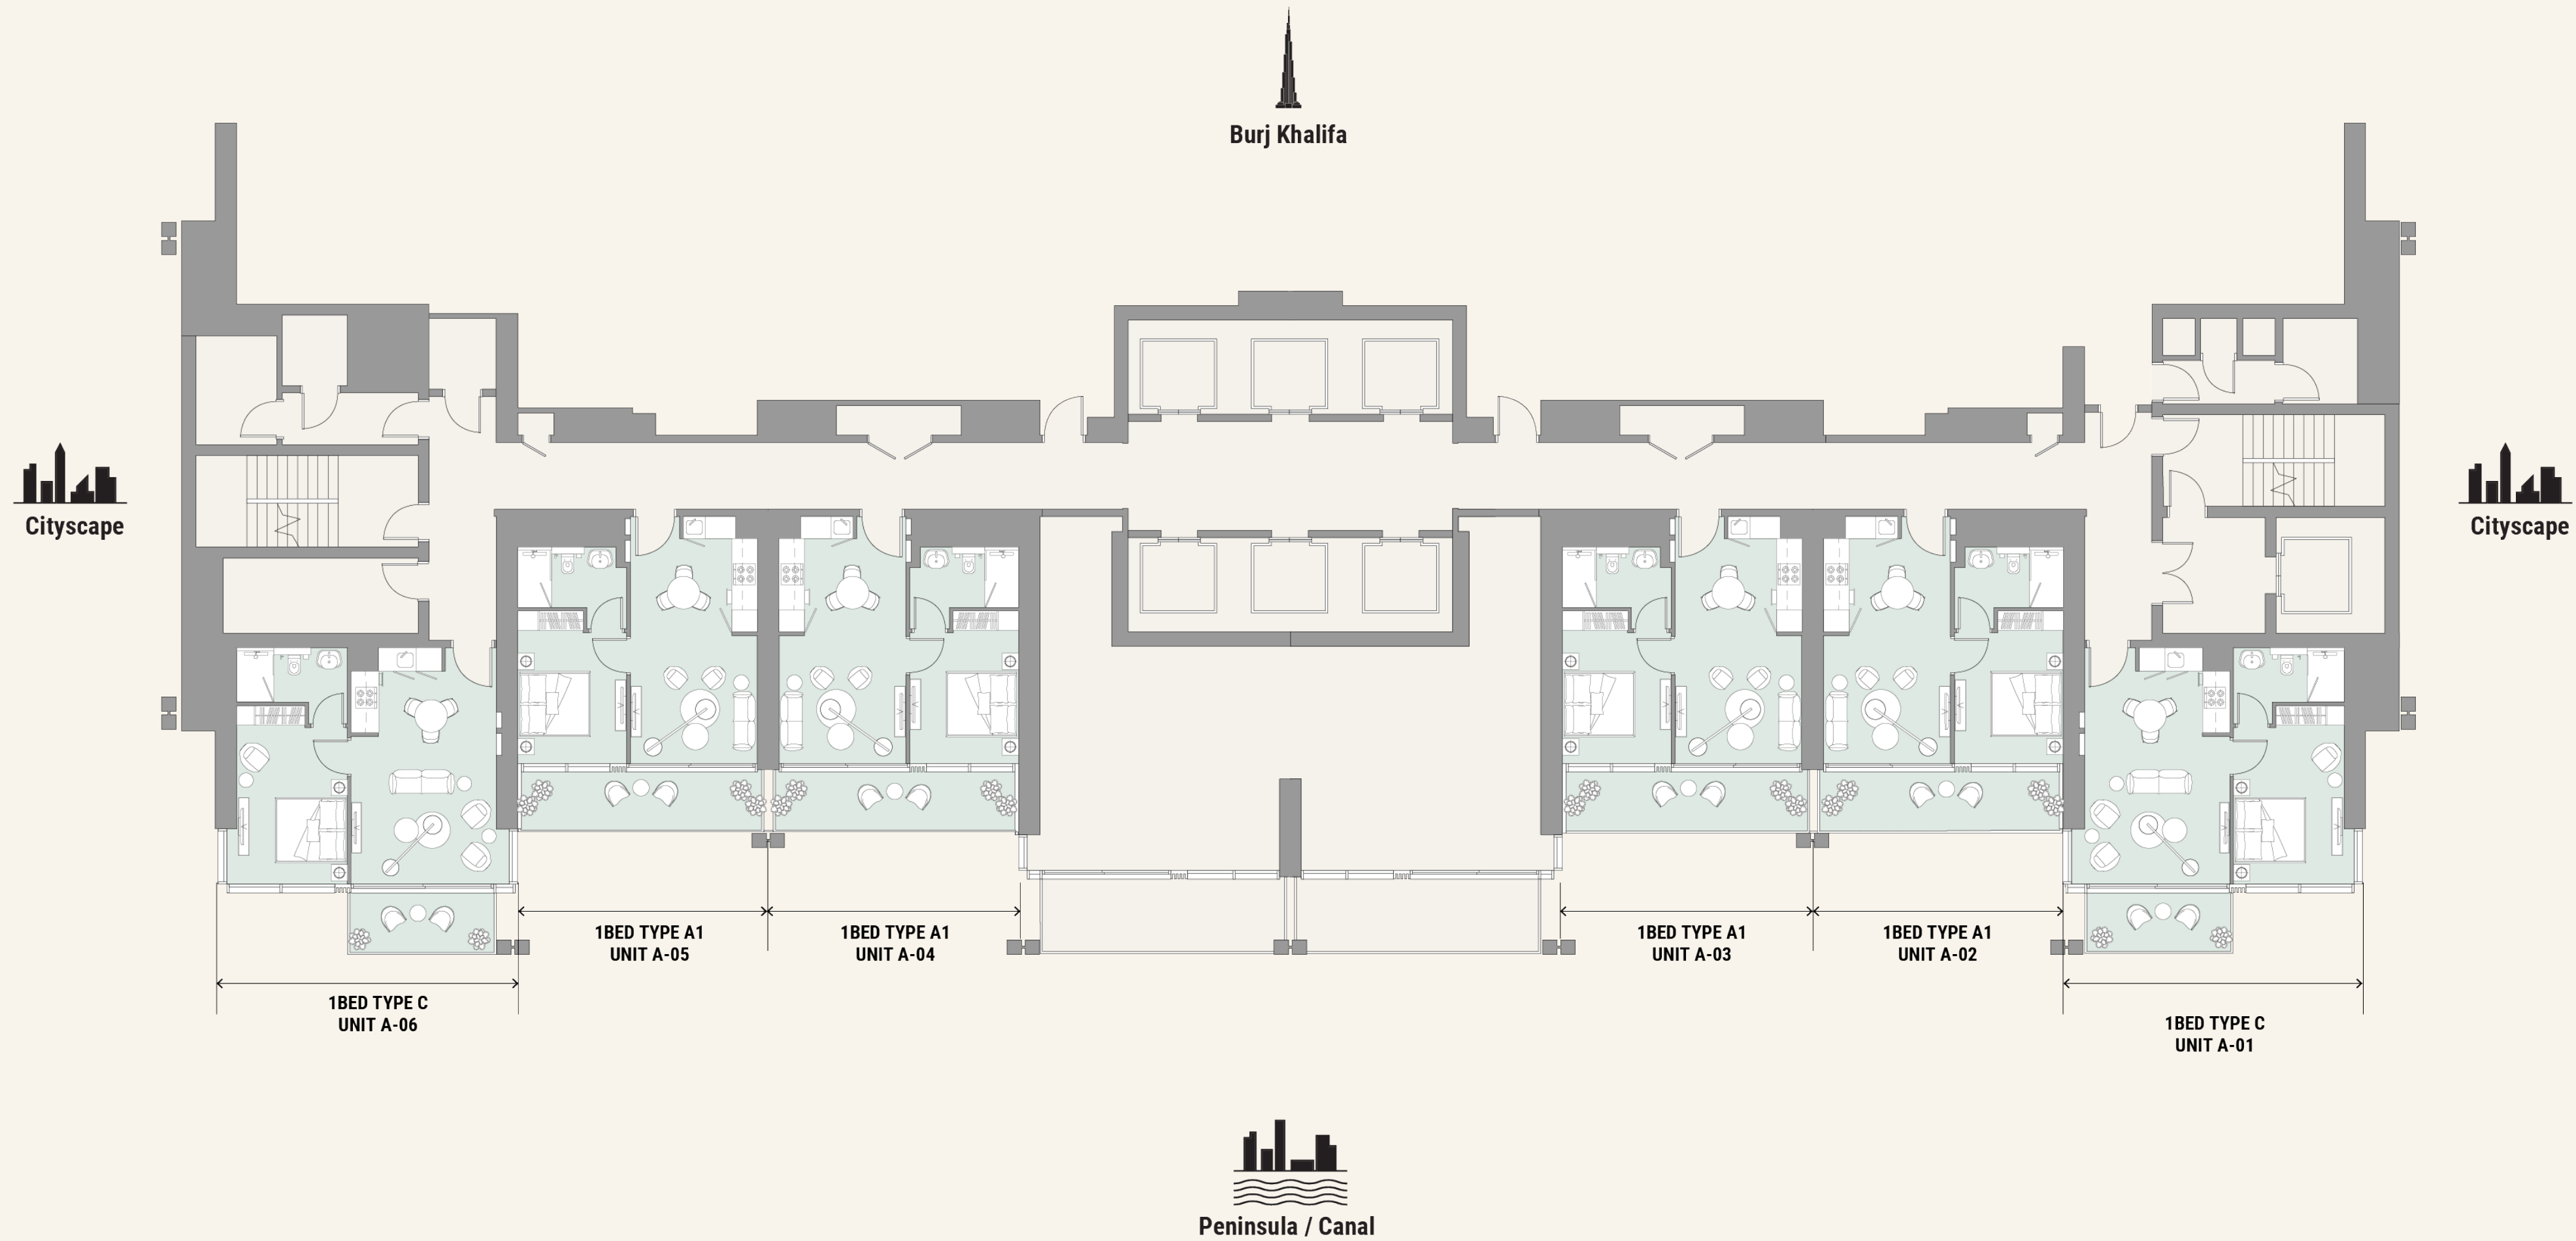 Burj Khalifa
Cityscape
Cityscape
1BED TYPE A1
UNIT A-05
1BED TYPE A1
UNIT A-04
1BED TYPE A1
UNIT A-03
1BED TYPE A1
UNIT A-02
1BED TYPE C
UNIT A-06
1BED TYPE C
UNIT A-01
Peninsula / Canal